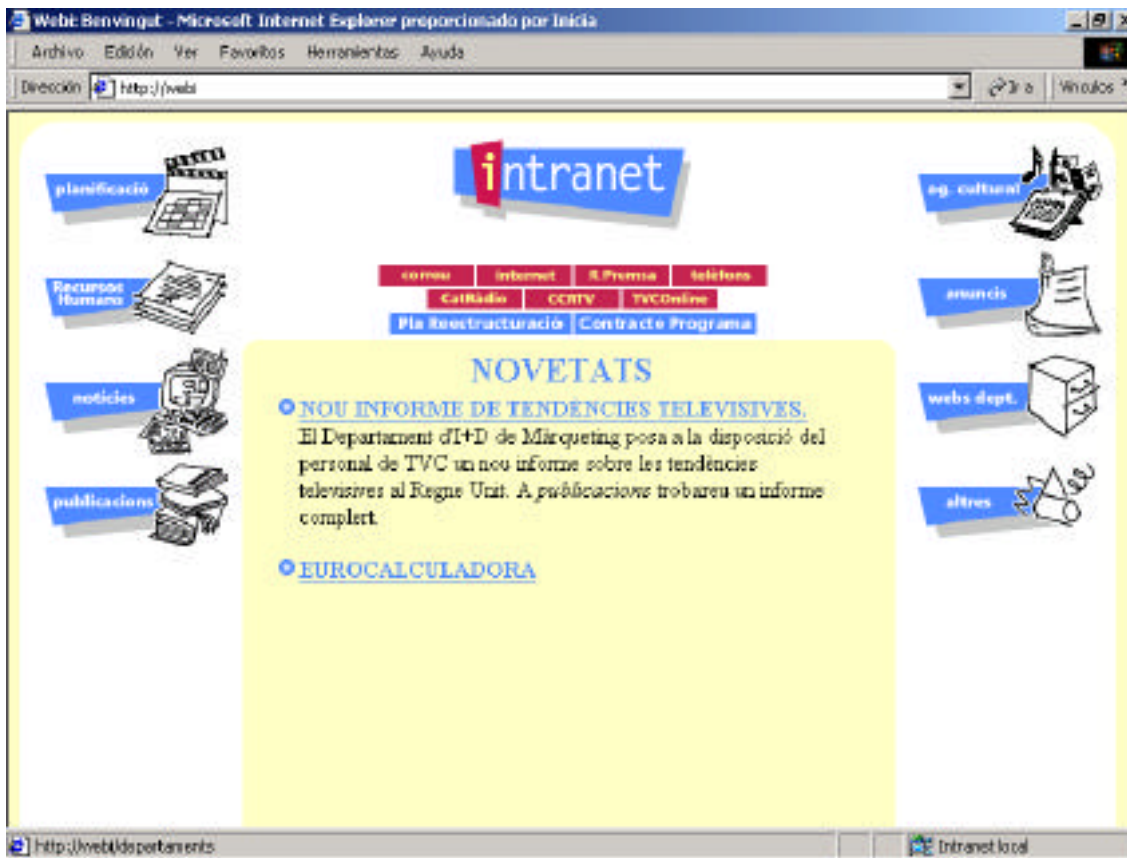 Webi: Benvingut - Microsoft Internet Explorer proporcionado por Inicia
Archivo Edición Ver Favoritos Herramientas Ayuda
Dirección http://webi Ir a Vínculos
intranet
planificació
ag. cultural
correu internet R.Premsa telèfons
CatRàdio CCRTV TVCOnline
Pla Reestructuració Contracte Programa
Recursos
Humans
anuncis
NOVETATS
NOU INFORME DE TENDÈNCIES TELEVISIVES.
El Departament d'I+D de Màrqueting posa a la disposició del
personal de TVC un nou informe sobre les tendències
televisives al Regne Unit. A publicacions trobareu un informe
complert.
notícies
webs dept.
publicacions
altres
EUROCALCULADORA
http://webi/departaments Intranet local